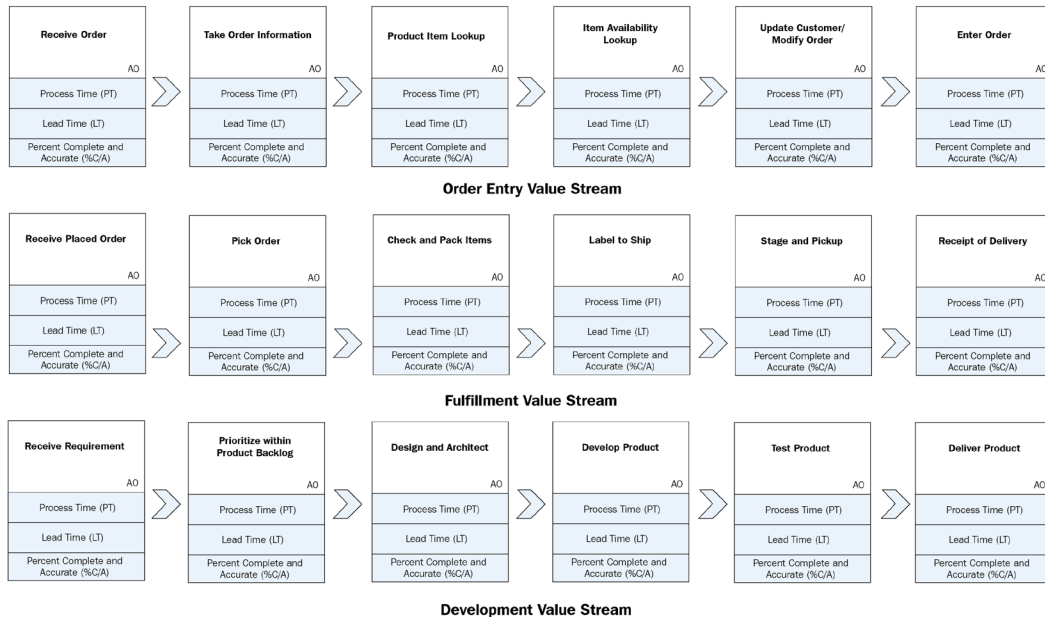 Receive Order
AO
Process Time (PT)
Lead Time (LT)
Percent Complete and
Accurate (%C/A)
Take Order Information
AO
Process Time (PT)
Lead Time (LT)
Percent Complete and
Accurate (%C/A)
Product Item Lookup
AO
Process Time (PT)
Lead Time (LT)
Percent Complete and
Accurate (%C/A)
Item Availability
Lookup
AO
Process Time (PT)
Lead Time (LT)
Percent Complete and
Accurate (%C/A)
Update Customer/
Modify Order
AO
Process Time (PT)
Lead Time (LT)
Percent Complete and
Accurate (%C/A)
Enter Order
AO
Process Time (PT)
Lead Time (LT)
Percent Complete and
Accurate (%C/A)
Order Entry Value Stream
Receive Placed Order
AO
Process Time (PT)
Lead Time (LT)
Percent Complete and
Accurate (%C/A)
Pick Order
AO
Process Time (PT)
Lead Time (LT)
Percent Complete and
Accurate (%C/A)
Check and Pack Items
AO
Process Time (PT)
Lead Time (LT)
Percent Complete and
Accurate (%C/A)
Label to Ship
AO
Process Time (PT)
Lead Time (LT)
Percent Complete and
Accurate (%C/A)
Stage and Pickup
AO
Process Time (PT)
Lead Time (LT)
Percent Complete and
Accurate (%C/A)
Receipt of Delivery
AO
Process Time (PT)
Lead Time (LT)
Percent Complete and
Accurate (%C/A)
Fulfillment Value Stream
Receive Requirement
AO
Process Time (PT)
Lead Time (LT)
Percent Complete and
Accurate (%C/A)
Prioritize within
Product Backlog
AO
Process Time (PT)
Lead Time (LT)
Percent Complete and
Accurate (%C/A)
Design and Architect
AO
Process Time (PT)
Lead Time (LT)
Percent Complete and
Accurate (%C/A)
Develop Product
AO
Process Time (PT)
Lead Time (LT)
Percent Complete and
Accurate (%C/A)
Test Product
AO
Process Time (PT)
Lead Time (LT)
Percent Complete and
Accurate (%C/A)
Deliver Product
AO
Process Time (PT)
Lead Time (LT)
Percent Complete and
Accurate (%C/A)
Development Value Stream